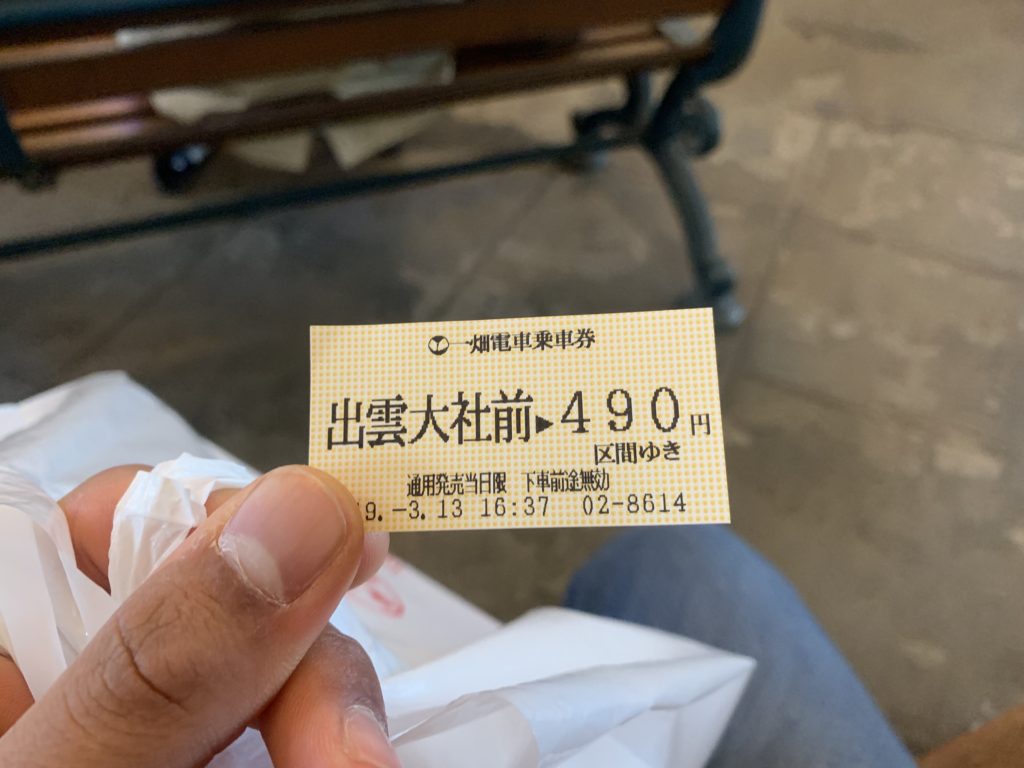 一畑電車乗車券
出雲大社前▶490円
区間ゆき
通用発売当日限 下車前途無効
9.-3.13 16:37 02-8614